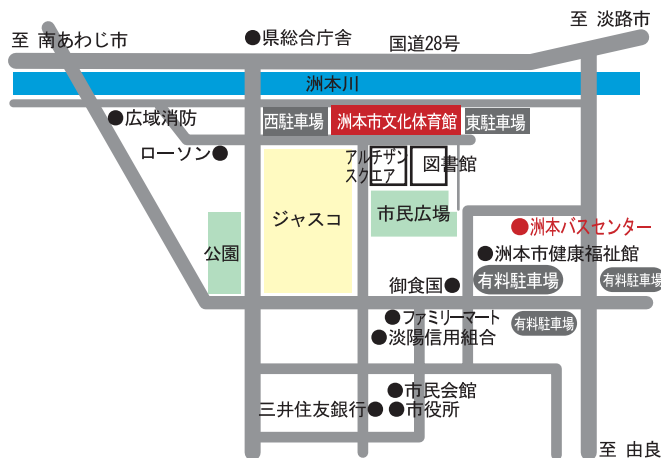 至 淡路市
至 南あわじ市
県総合庁舎
国道28号
洲本川
広域消防
西駐車場
洲本市文化体育館
東駐車場
ローソン
アルチザン
スクエア
図書館
ジャスコ
市民広場
公園
洲本バスセンター
洲本市健康福祉館
御食国
有料駐車場
有料駐車場
ファミリーマート
有料駐車場
淡陽信用組合
市民会館
三井住友銀行
市役所
至 由良